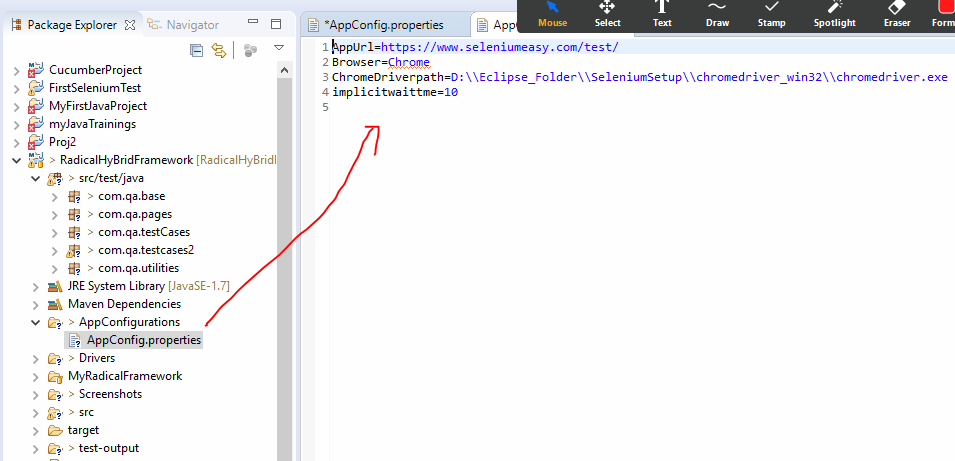 Package Explorer
Navigator
CucumberProject
FirstSeleniumTest
MyFirstJavaProject
myJavaTrainings
Proj2
> RadicalHyBridFramework [RadicalHyBridl
> src/test/java
> com.qa.base
> com.qa.pages
> com.qa.testCases
> com.qa.testcases2
> com.qa.utilities
JRE System Library [JavaSE-1.7]
Maven Dependencies
> AppConfigurations
AppConfig.properties
> Drivers
MyRadicalFramework
> Screenshots
> src
target
> test-output
*AppConfig.properties
Mouse
Select
Text
Draw
Stamp
Spotlight
Eraser
1 AppUrl=https://www.seleniumeasy.com/test/
2 Browser=Chrome
3 ChromeDriverpath=D:\\Eclipse_Folder\\SeleniumSetup\\chromedriver_win32\\chromedriver.exe
4 implicitwaittme=10
5